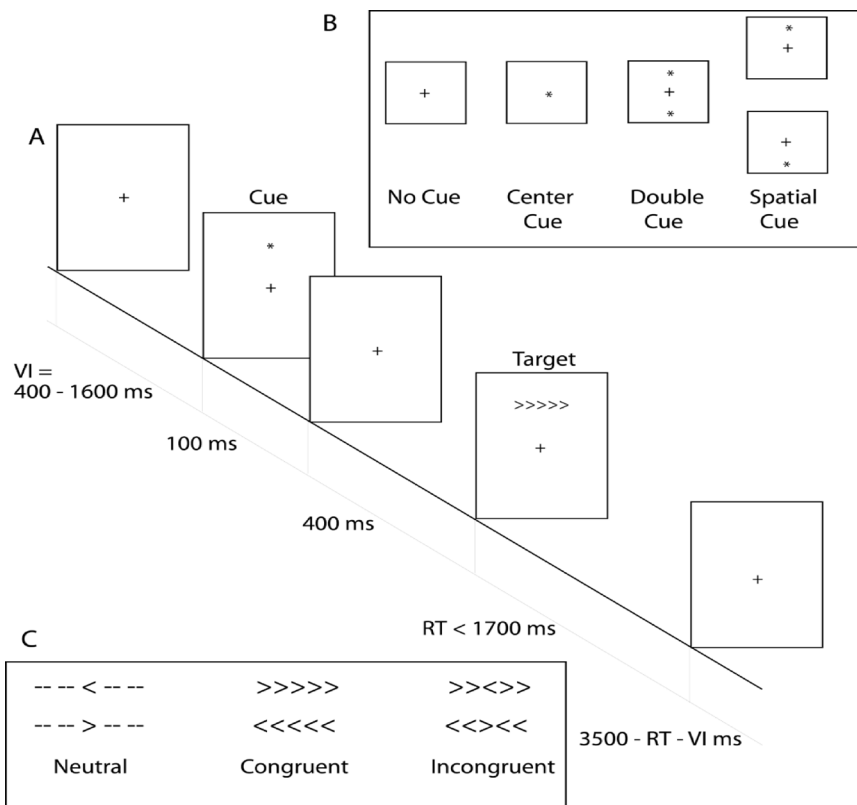 B
*
+
+
*
*
+
*
+
*
No Cue
Center
Cue
Double
Cue
Spatial
Cue
A
+
Cue
*
+
+
Target
>>>>>
+
+
VI =
400 - 1600 ms
100 ms
400 ms
RT < 1700 ms
3500 - RT - VI ms
C
-- -- < -- --
>>>>>
>><>>
-- -- > -- --
<<<<<
<<><<
Neutral
Congruent
Incongruent